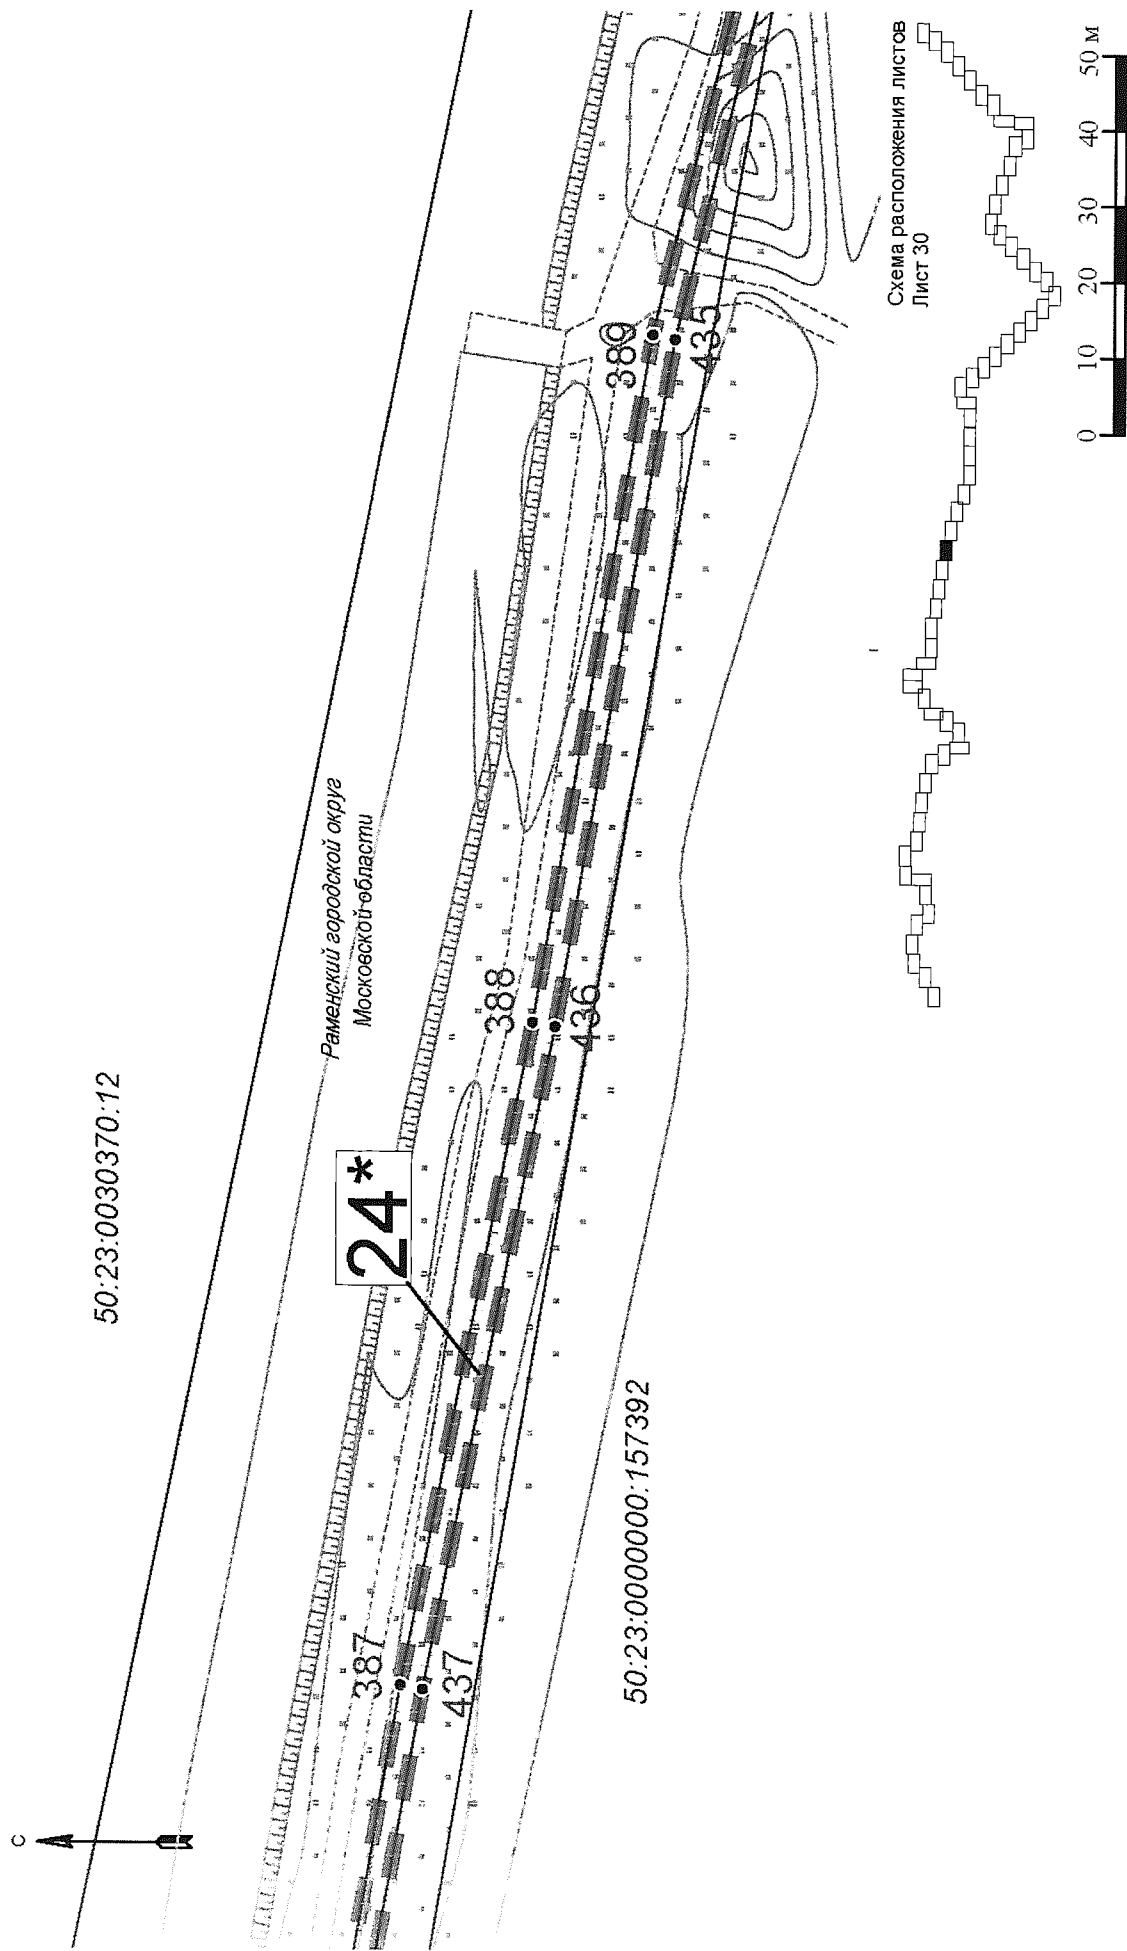 С
50:23:0030370:12
Раменский городской округ
Московской области
24*
387
437
388
436
389
435
50:23:0000000:157392
Схема расположения листов
Лист 30
0 10 20 30 40 50 м